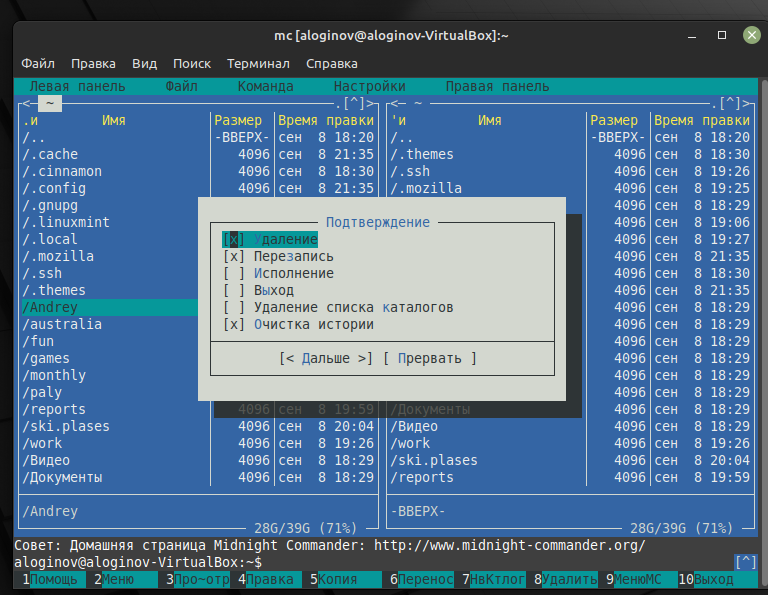 mc [aloginov@aloginov-VirtualBox]:~
Файл Правка Вид Поиск Терминал Справка
Левая панель Файл Команда Настройки Правая панель
<─ ~ .[^]> <─ ~ .[^]>
.и Имя Размер Время правки 'и Имя Размер Время правки
/.. -ВВЕРХ- сен 8 18:20 /.. -ВВЕРХ- сен 8 18:20
/.cache 4096 сен 8 21:35 /.themes 4096 сен 8 18:30
/.cinnamon 4096 сен 8 18:30 /.ssh 4096 сен 8 19:26
/.config 4096 сен 8 21:35 /.mozilla 4096 сен 8 19:25
/.gnupg 4096 сен 8 18:29
/.linuxmint Подтверждение 4096 сен 8 19:06
/.local [x] Удаление 4096 сен 8 19:27
/.mozilla [x] Перезапись 4096 сен 8 21:35
/.ssh [ ] Исполнение 4096 сен 8 18:30
/.themes [ ] Выход 4096 сен 8 21:35
/Andrey [ ] Удаление списка каталогов 4096 сен 8 18:29
/australia [x] Очистка истории 4096 сен 8 18:29
/fun 4096 сен 8 18:29
/games [< Дальше >] [ Прервать ] 4096 сен 8 18:29
/monthly 4096 сен 8 18:29
/paly 4096 сен 8 18:29
/reports 4096 сен 8 19:59 /Документы 4096 сен 8 18:29
/ski.plases 4096 сен 8 20:04 /Видео 4096 сен 8 18:29
/work 4096 сен 8 19:26 /work 4096 сен 8 19:26
/Видео 4096 сен 8 18:29 /ski.plases 4096 сен 8 20:04
/Документы 4096 сен 8 18:29 /reports 4096 сен 8 19:59
/Andrey -ВВЕРХ-
28G/39G (71%) 28G/39G (71%)
Совет: Домашняя страница Midnight Commander: http://www.midnight-commander.org/
aloginov@aloginov-VirtualBox:~$ [^]
1Помощь 2Меню 3Про~отр 4Правка 5Копия 6Перенос 7НвКтлог 8Удалить 9МенюMC 10Выход